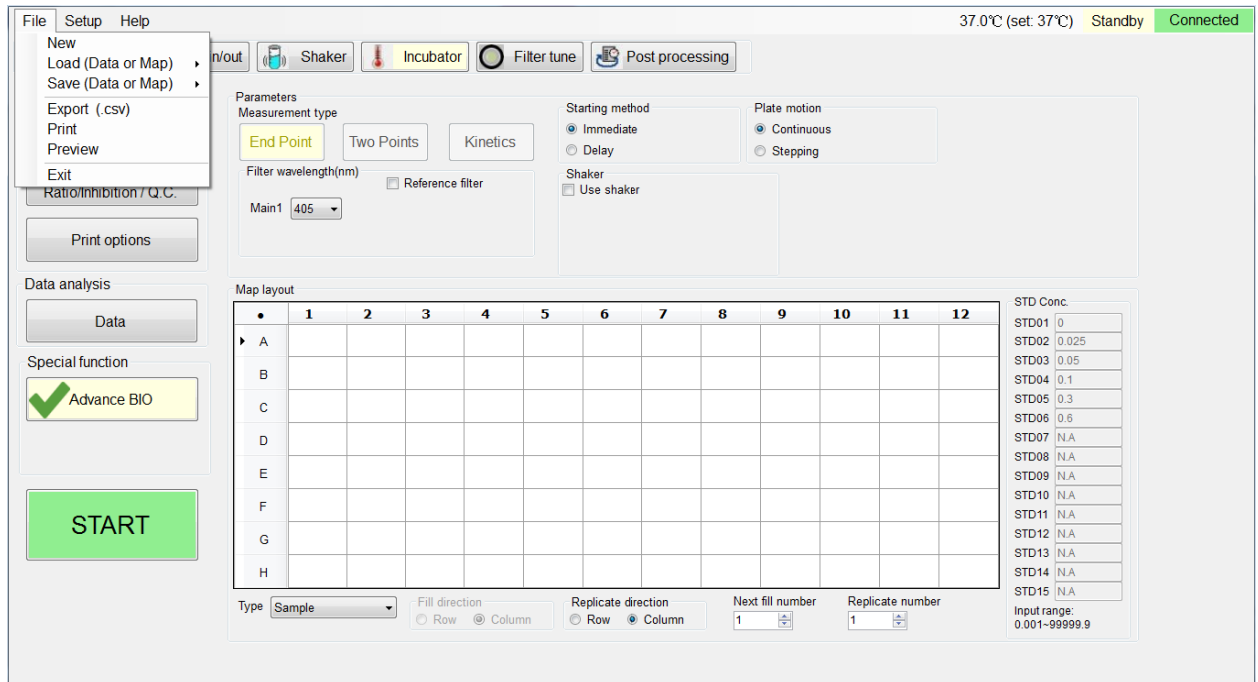 File Setup Help
37.0℃ (set: 37℃) Standby Connected
New
Load (Data or Map)
Save (Data or Map)
Export (.csv)
Print
Preview
Exit
n/out Shaker Incubator Filter tune Post processing
Ratio/Inhibition / Q.C.
Print options
Data analysis
Data
Special function
Advance BIO
START
Parameters
Measurement type
End Point Two Points Kinetics
Filter wavelength(nm)
Reference filter
Main1 405
Starting method
Immediate
Delay
Plate motion
Continuous
Stepping
Shaker
Use shaker
Map layout
1 2 3 4 5 6 7 8 9 10 11 12
A
B
C
D
E
F
G
H
Type Sample
Fill direction
Row Column
Replicate direction
Row Column
Next fill number
1
Replicate number
1
STD Conc.
STD01 0
STD02 0.025
STD03 0.05
STD04 0.1
STD05 0.3
STD06 0.6
STD07 N.A
STD08 N.A
STD09 N.A
STD10 N.A
STD11 N.A
STD12 N.A
STD13 N.A
STD14 N.A
STD15 N.A
Input range:
0.001~99999.9